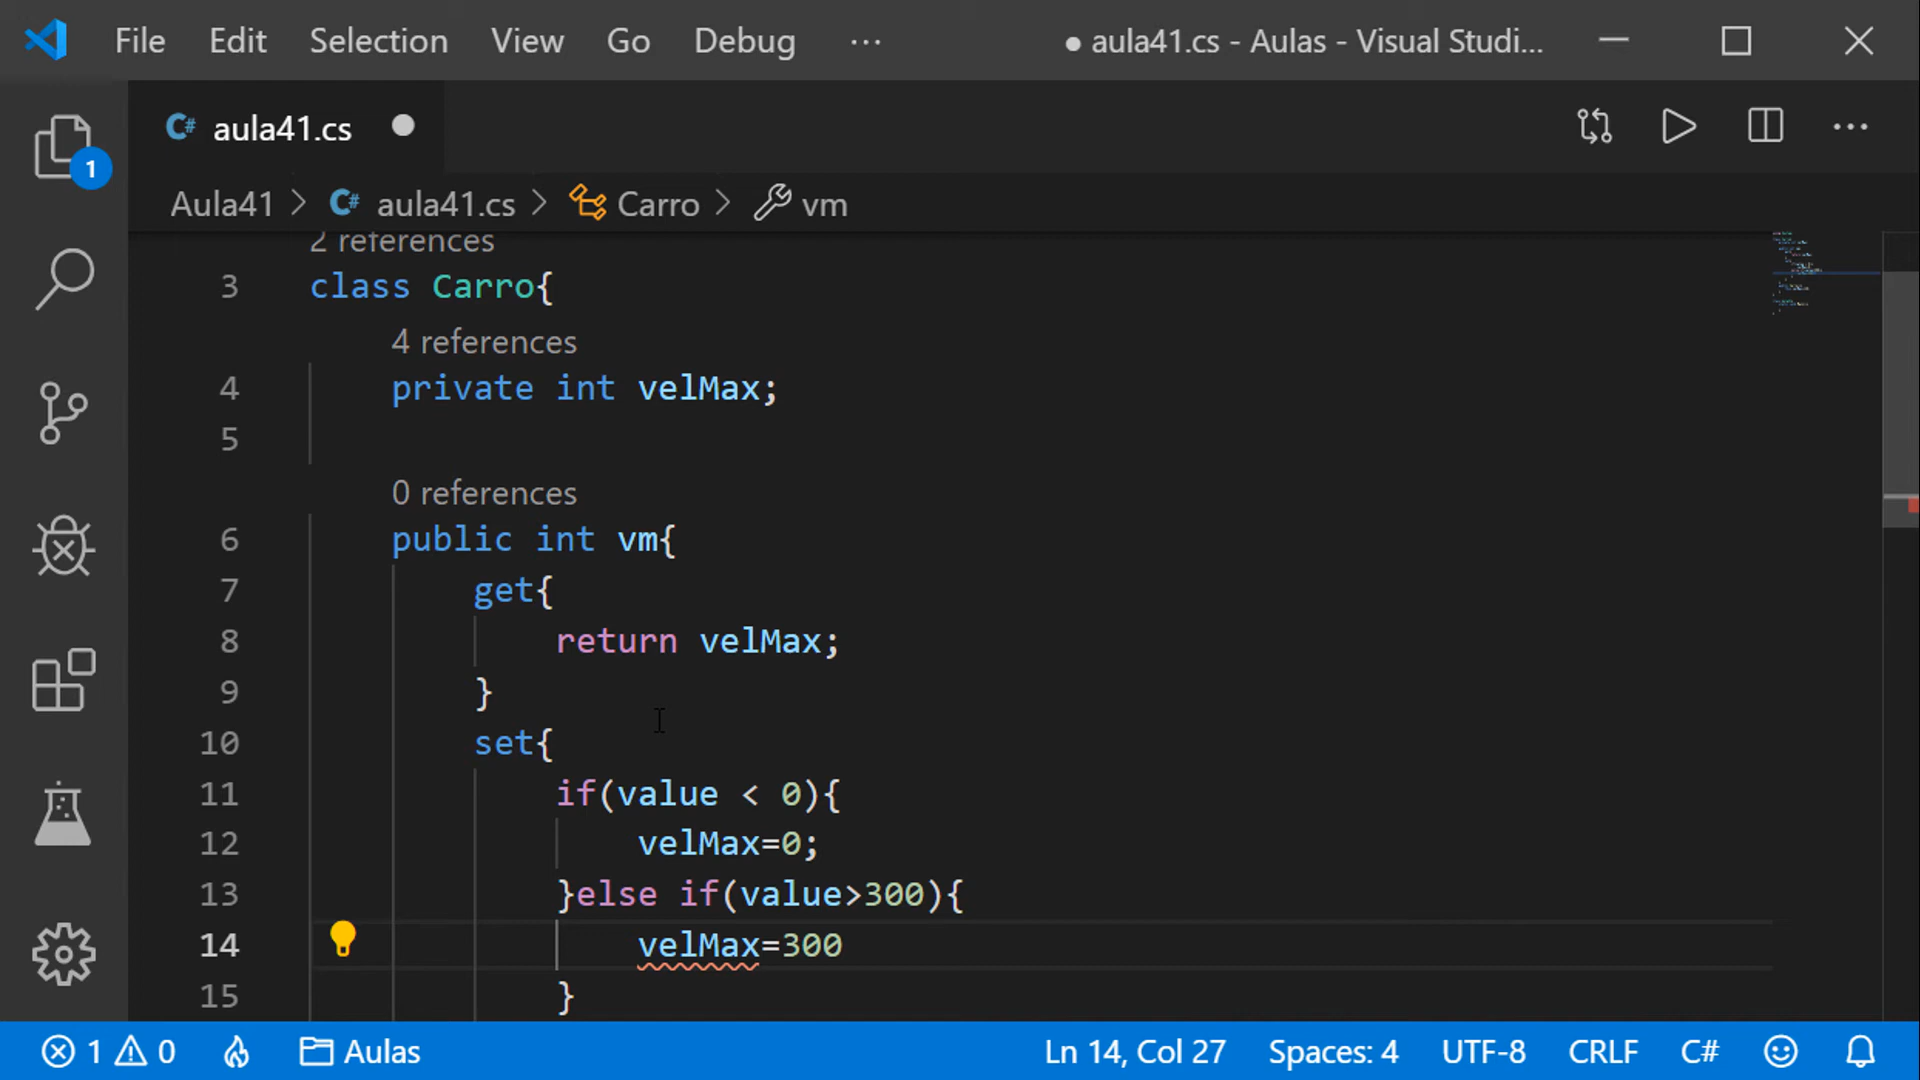 File Edit Selection View Go Debug ··· ● aula41.cs - Aulas - Visual Studi...
C# aula41.cs ●
1
Aula41 > C# aula41.cs > Carro > vm
2 references
3 class Carro{
4 references
4 private int velMax;
5
0 references
6 public int vm{
7 get{
8 return velMax;
9 }
10 set{
11 if(value < 0){
12 velMax=0;
13 }else if(value>300){
14 velMax=300
15 }
1 0 Aulas Ln 14, Col 27 Spaces: 4 UTF-8 CRLF C#